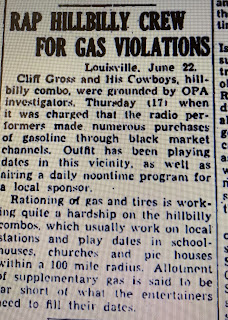 RAP HILLBILLY CREW
FOR GAS VIOLATIONS
Louisville, June 22.
Cliff Gross and His Cowboys, hill-
billy combo, were grounded by OPA
investigators, Thursday (17) when
it was charged that the radio per-
formers made numerous purchases
of gasoline through black market
channels. Outfit has been playing
dates in this vicinity, as well as
airing a daily noontime program for
a local sponsor.
Rationing of gas and tires is work-
ing quite a hardship on the hillbilly
combos, which usually work on local
stations and play dates in school-
houses, churches and pic houses
within a 100 mile radius. Allotment
of supplementary gas is said to be
far short of what the entertainers
need to fill their dates.